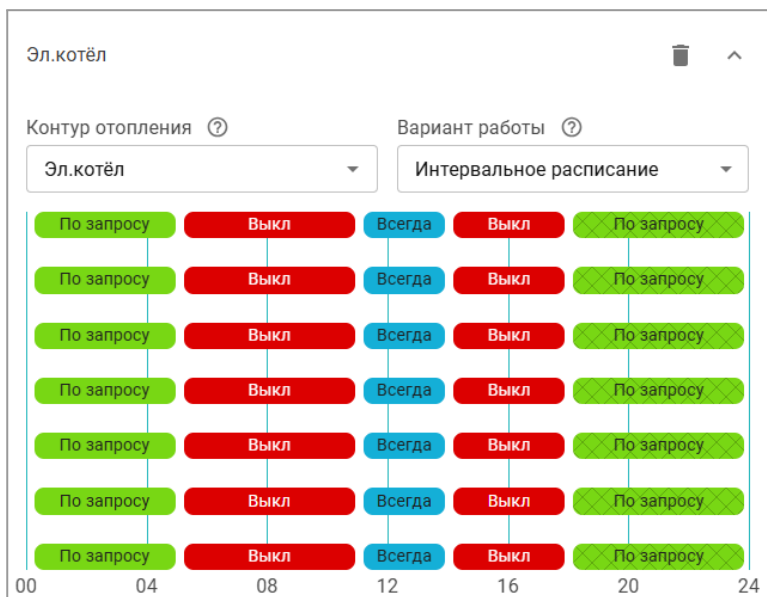 Эл.котёл
Контур отопления ? Вариант работы ?
Эл.котёл Интервальное расписание
По запросу Выкл Всегда Выкл По запросу
По запросу Выкл Всегда Выкл По запросу
По запросу Выкл Всегда Выкл По запросу
По запросу Выкл Всегда Выкл По запросу
По запросу Выкл Всегда Выкл По запросу
По запросу Выкл Всегда Выкл По запросу
По запросу Выкл Всегда Выкл По запросу
00 04 08 12 16 20 24